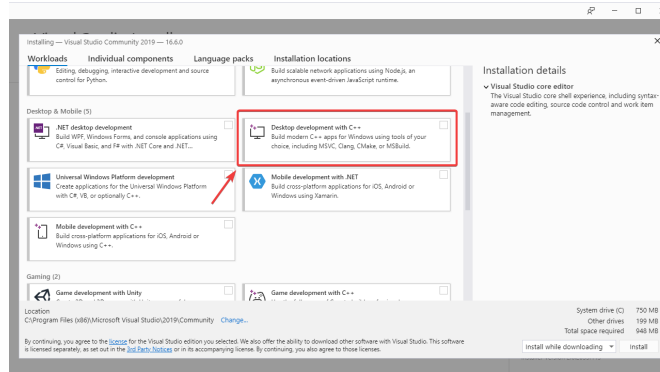 Installing — Visual Studio Community 2019 — 16.6.0
Workloads Individual components Language packs Installation locations
Editing, debugging, interactive development and source
control for Python.
Build scalable network applications using Node.js, an
asynchronous event-driven JavaScript runtime.
Desktop & Mobile (5)
.NET desktop development
Build WPF, Windows Forms, and console applications using
C#, Visual Basic, and F# with .NET Core and .NET...
Desktop development with C++
Build modern C++ apps for Windows using tools of your
choice, including MSVC, Clang, CMake, or MSBuild.
Universal Windows Platform development
Create applications for the Universal Windows Platform
with C#, VB, or optionally C++.
Mobile development with .NET
Build cross-platform applications for iOS, Android or
Windows using Xamarin.
Mobile development with C++
Build cross-platform applications for iOS, Android or
Windows using C++.
Gaming (2)
Game development with Unity
Game development with C++
Installation details
Visual Studio core editor
The Visual Studio core shell experience, including syntax-
aware code editing, source code control and work item
management.
Location
C:\Program Files (x86)\Microsoft Visual Studio\2019\Community Change...
System drive (C) 750 MB
Other drives 199 MB
Total space required 948 MB
By continuing, you agree to the license for the Visual Studio edition you selected. We also offer the ability to download other software with Visual Studio. This software
is licensed separately, as set out in the 3rd Party Notices or in its accompanying license. By continuing, you also agree to those licenses.
Install while downloading Install